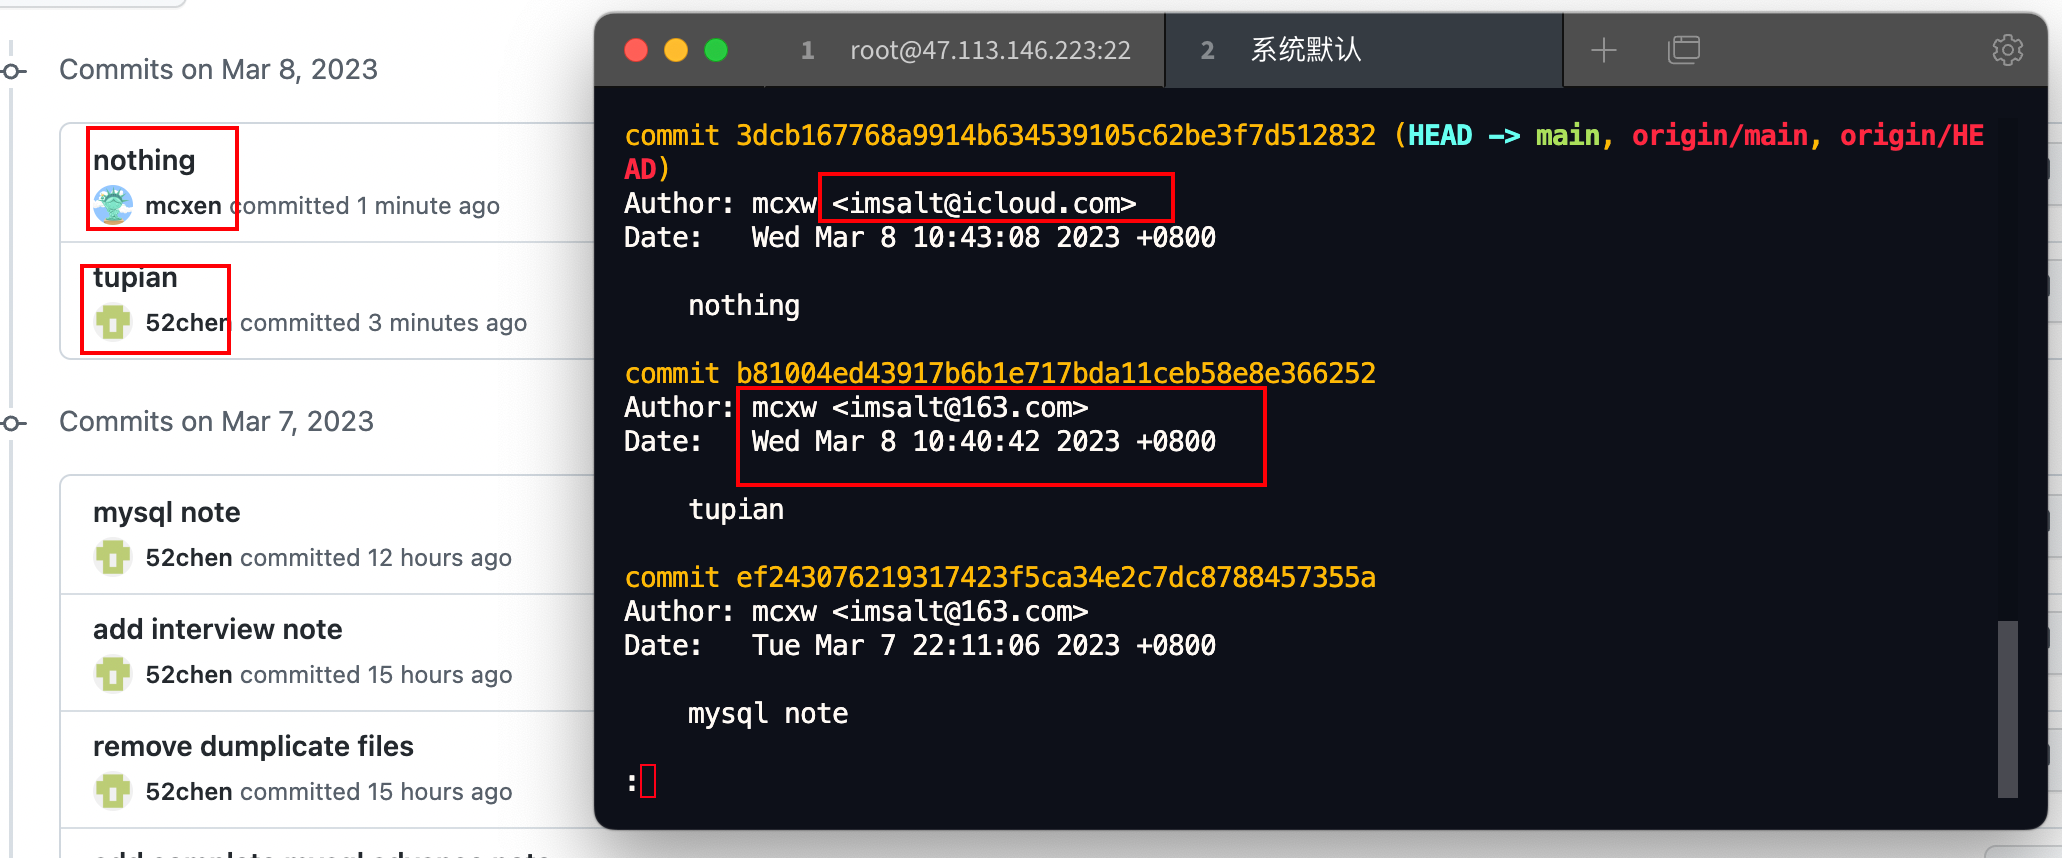 Commits on Mar 8, 2023
nothing
mcxen committed 1 minute ago
tupian
52chen committed 3 minutes ago
Commits on Mar 7, 2023
mysql note
52chen committed 12 hours ago
add interview note
52chen committed 15 hours ago
remove dumplicate files
52chen committed 15 hours ago
1 root@47.113.146.223:22
2 系统默认
commit 3dcb167768a9914b634539105c62be3f7d512832 (HEAD -> main, origin/main, origin/HE
AD)
Author: mcxw <imsalt@icloud.com>
Date:   Wed Mar 8 10:43:08 2023 +0800
nothing
commit b81004ed43917b6b1e717bda11ceb58e8e366252
Author: mcxw <imsalt@163.com>
Date:   Wed Mar 8 10:40:42 2023 +0800
tupian
commit ef243076219317423f5ca34e2c7dc8788457355a
Author: mcxw <imsalt@163.com>
Date:   Tue Mar 7 22:11:06 2023 +0800
mysql note
: